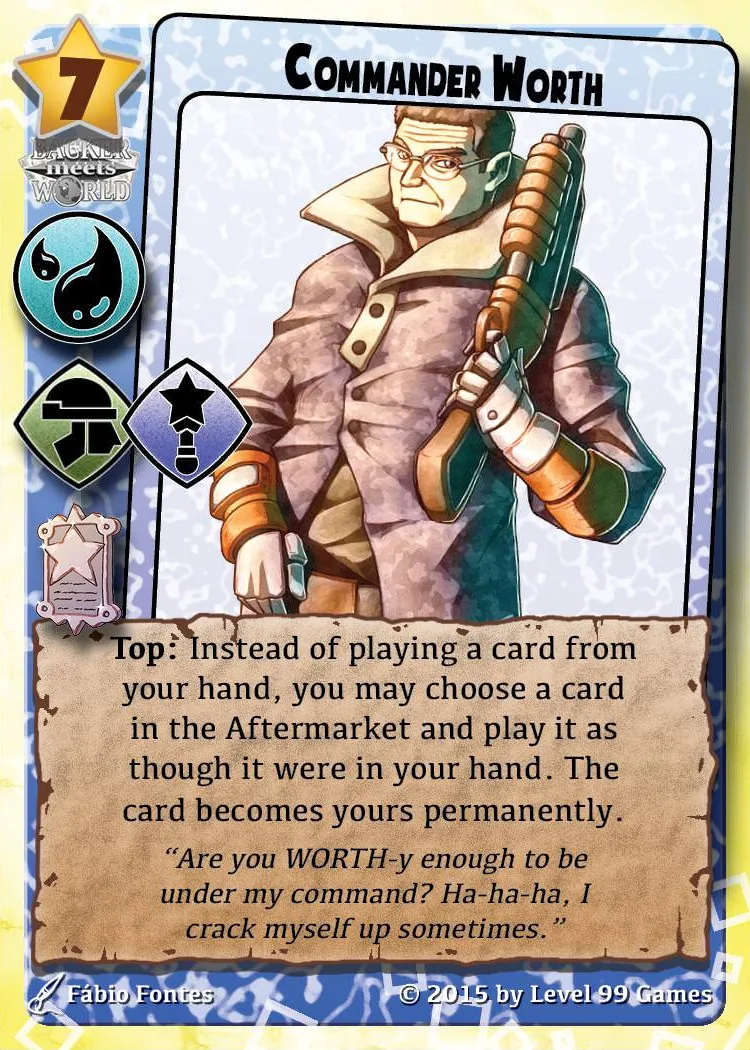 7
COMMANDER WORTH
BACKER
meets
WORLD
Top: Instead of playing a card from
your hand, you may choose a card
in the Aftermarket and play it as
though it were in your hand. The
card becomes yours permanently.
“Are you WORTH-y enough to be
under my command? Ha-ha-ha, I
crack myself up sometimes.”
Fábio Fontes
© 2015 by Level 99 Games